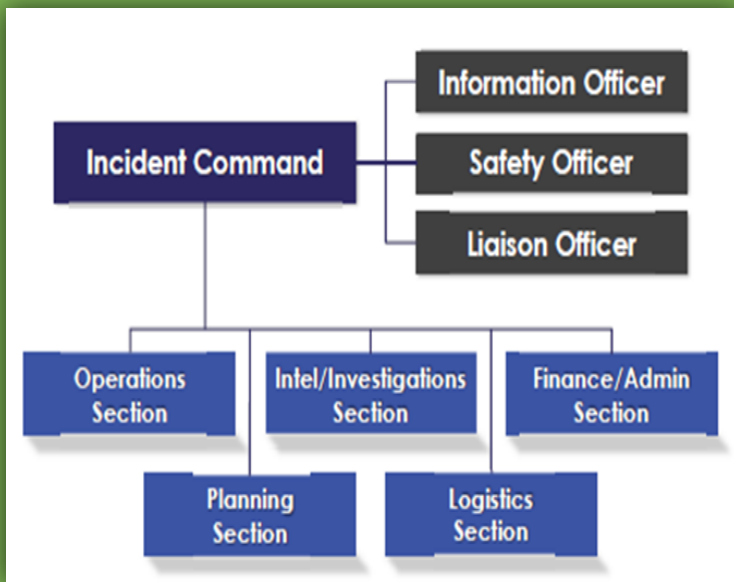 Information Officer
Incident Command
Safety Officer
Liaison Officer
Operations
Section
Intel/Investigations
Section
Finance/Admin
Section
Planning
Section
Logistics
Section